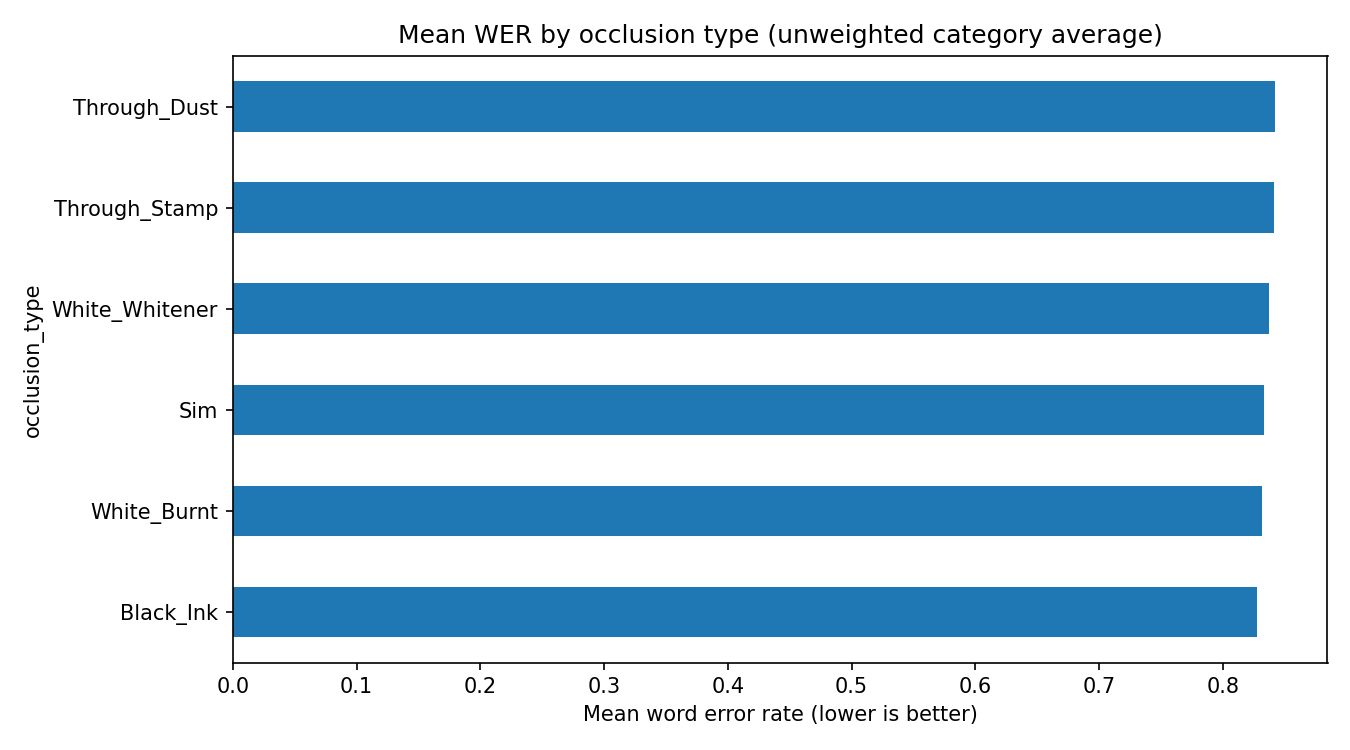 Mean WER by occlusion type (unweighted category average)
occlusion_type
Through_Dust
Through_Stamp
White_Whitener
Sim
White_Burnt
Black_Ink
0.0 0.1 0.2 0.3 0.4 0.5 0.6 0.7 0.8
Mean word error rate (lower is better)